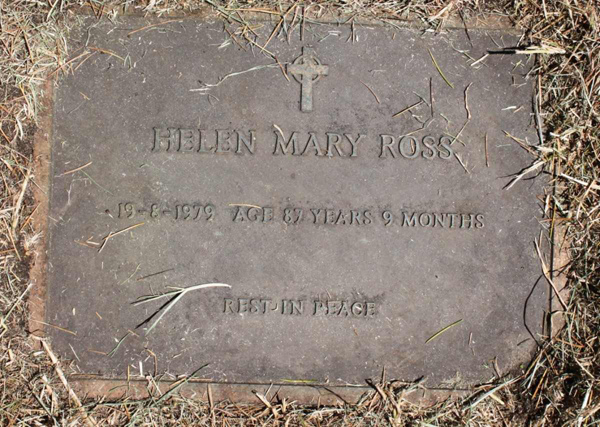 HELEN MARY ROSS
19-8-1979 AGE 87 YEARS 9 MONTHS
REST IN PEACE